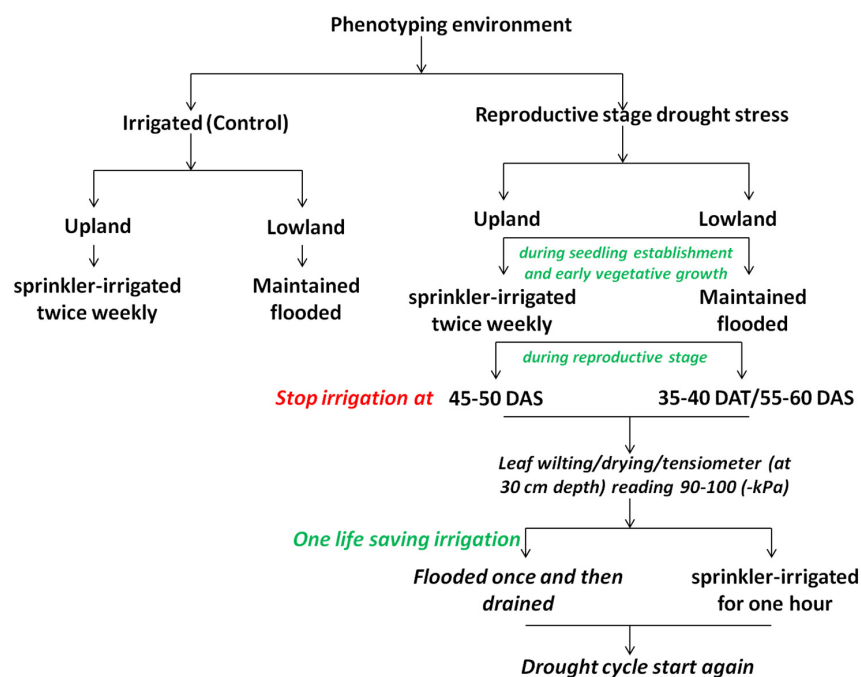 Phenotyping environment
Irrigated (Control)
Reproductive stage drought stress
Upland
Lowland
Upland
Lowland
during seedling establishment
and early vegetative growth
sprinkler-irrigated
twice weekly
Maintained
flooded
sprinkler-irrigated
twice weekly
Maintained
flooded
during reproductive stage
Stop irrigation at
45-50 DAS
35-40 DAT/55-60 DAS
Leaf wilting/drying/tensiometer (at
30 cm depth) reading 90-100 (-kPa)
One life saving irrigation
Flooded once and then
drained
sprinkler-irrigated
for one hour
Drought cycle start again